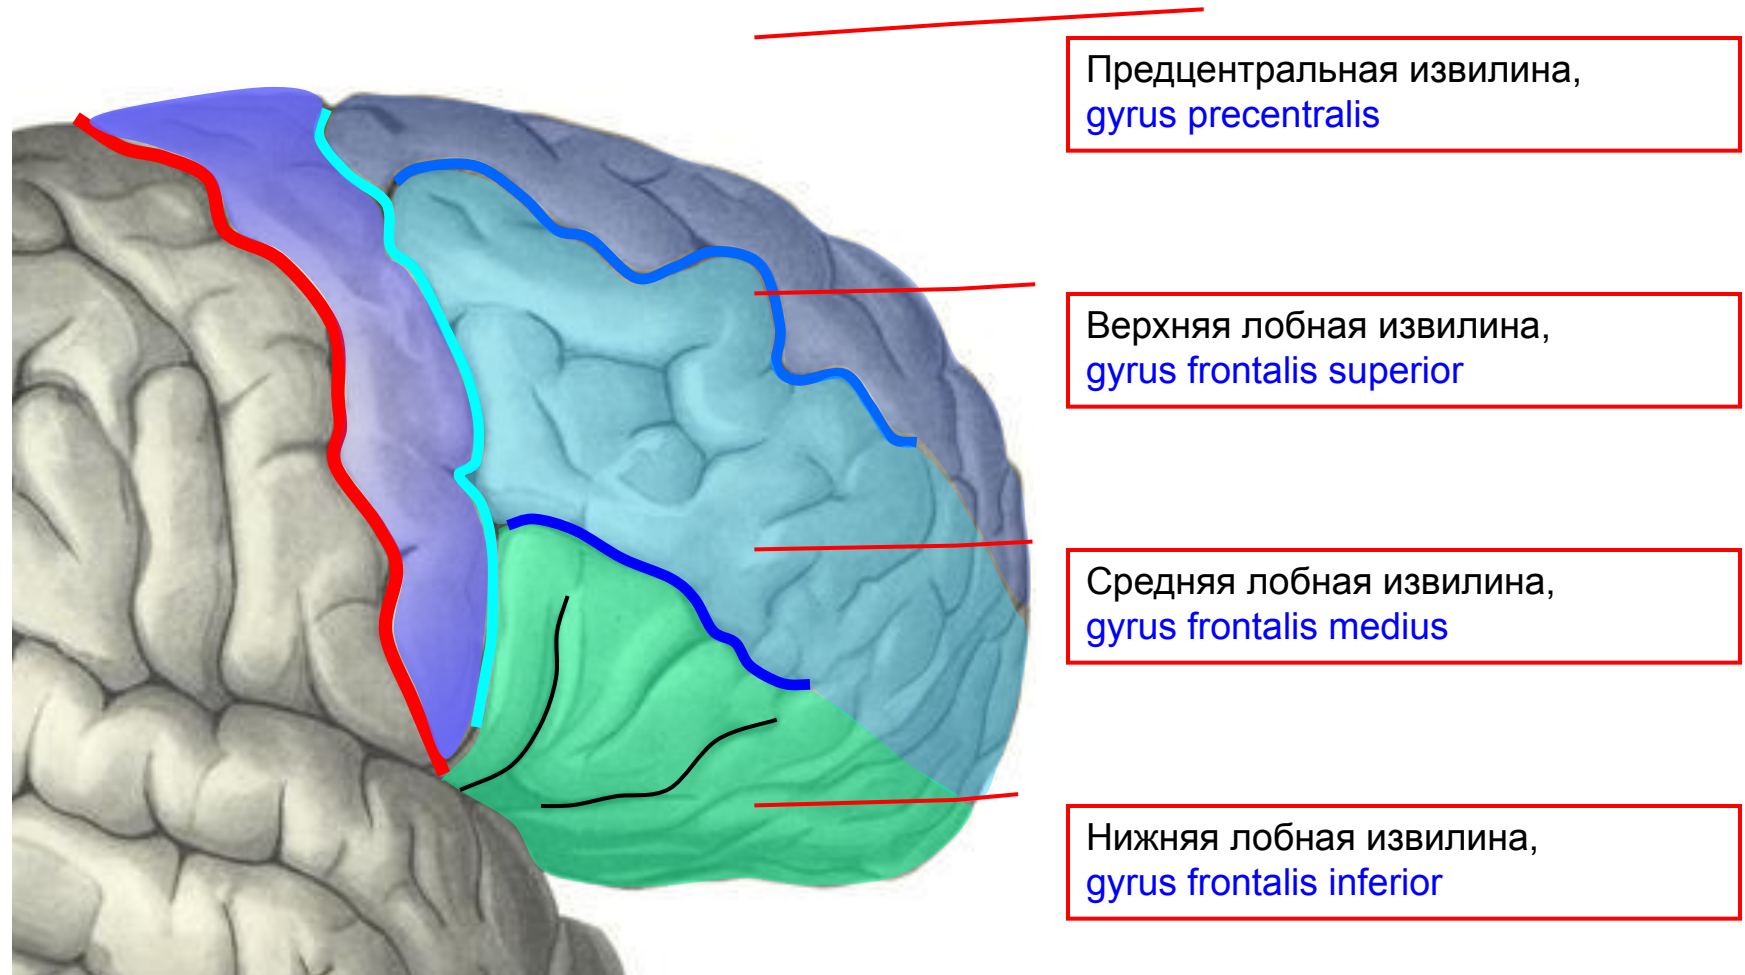 Предцентральная извилина,
gyrus precentralis
Верхняя лобная извилина,
gyrus frontalis superior
Средняя лобная извилина,
gyrus frontalis medius
Нижняя лобная извилина,
gyrus frontalis inferior